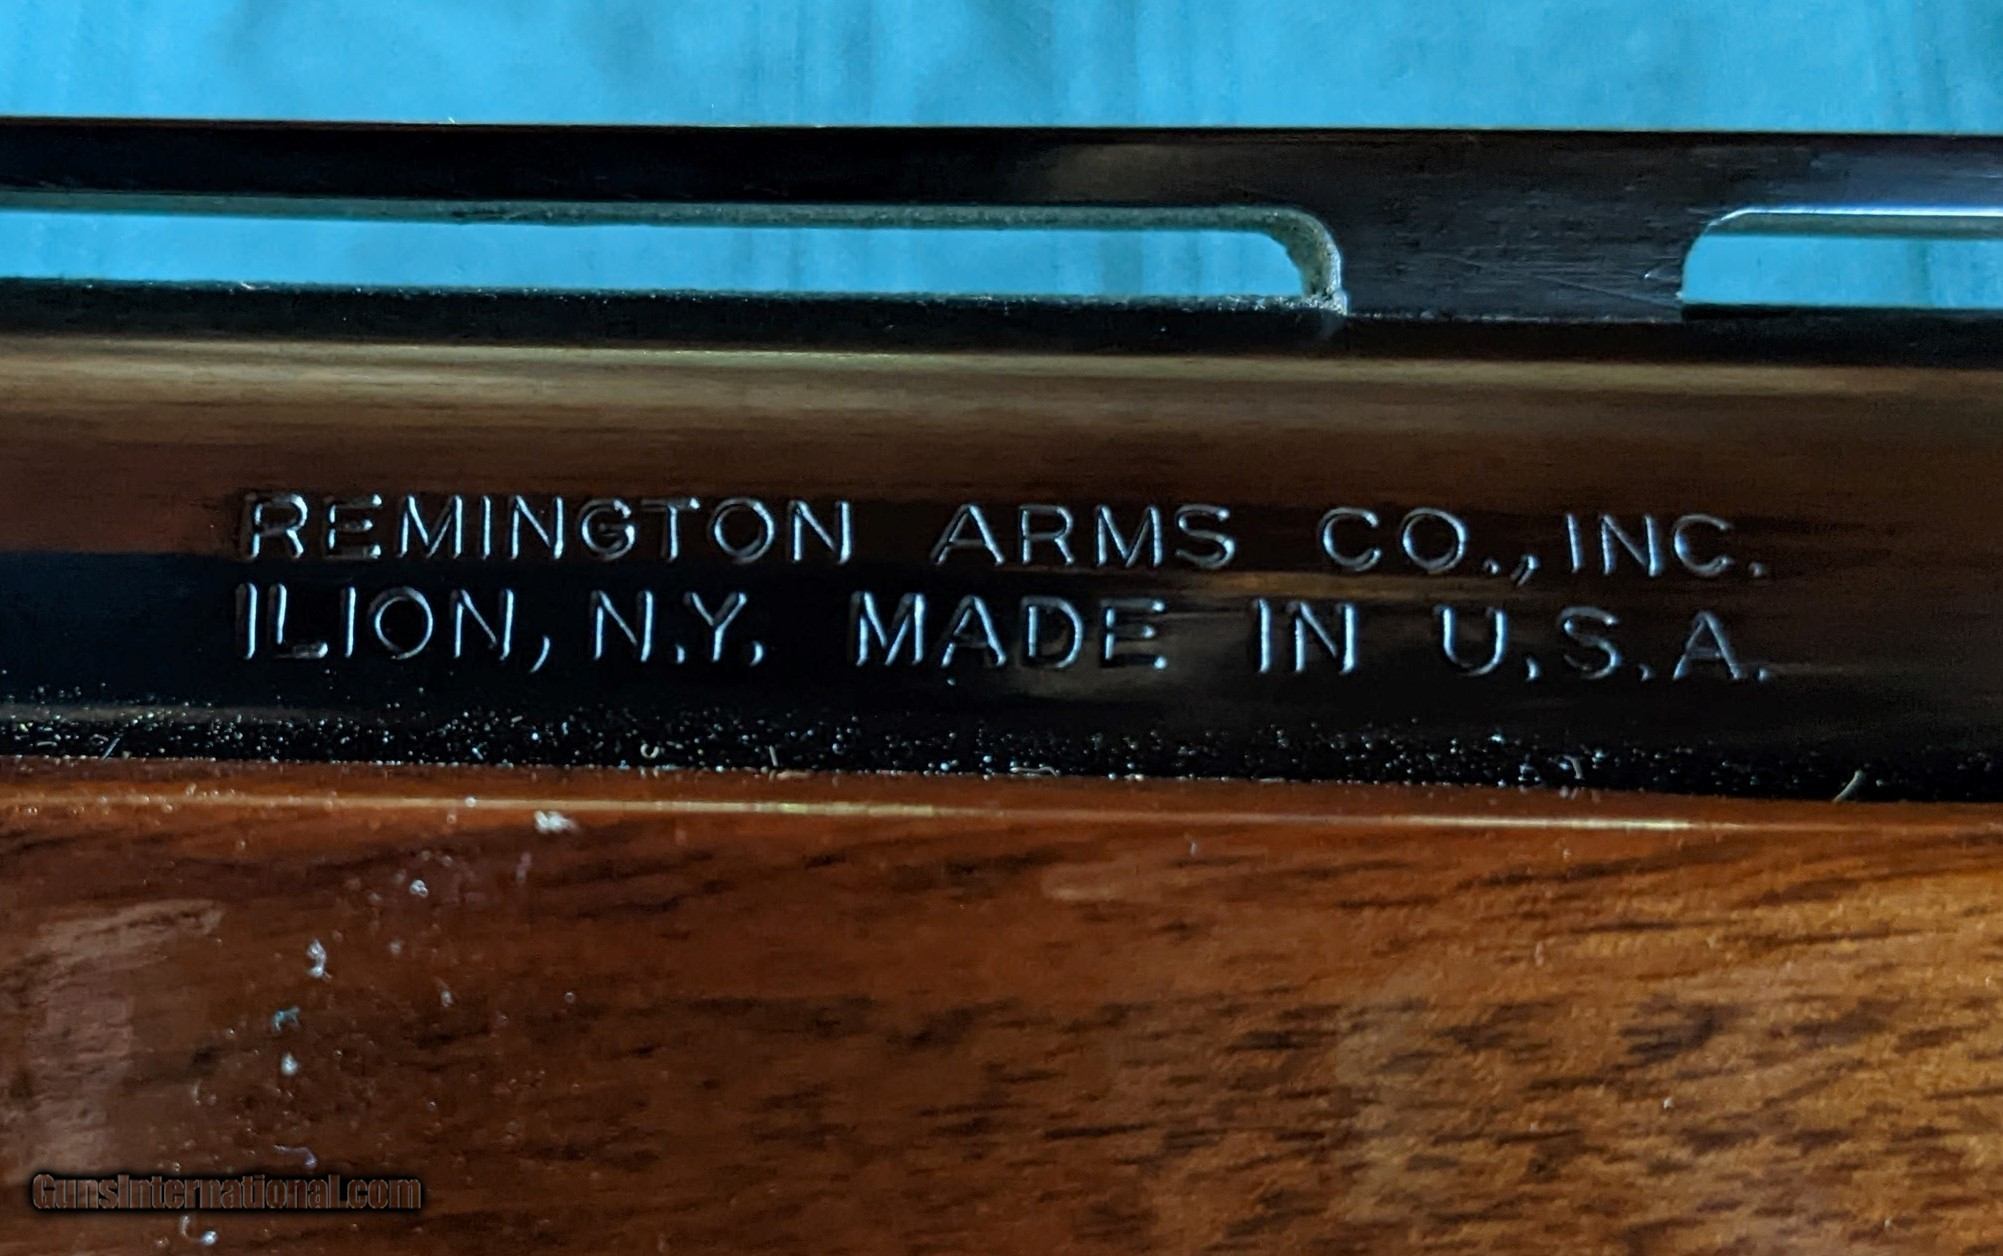 REMINGTON ARMS CO., INC.
ILION, N.Y. MADE IN U.S.A.
GunsInternational.com